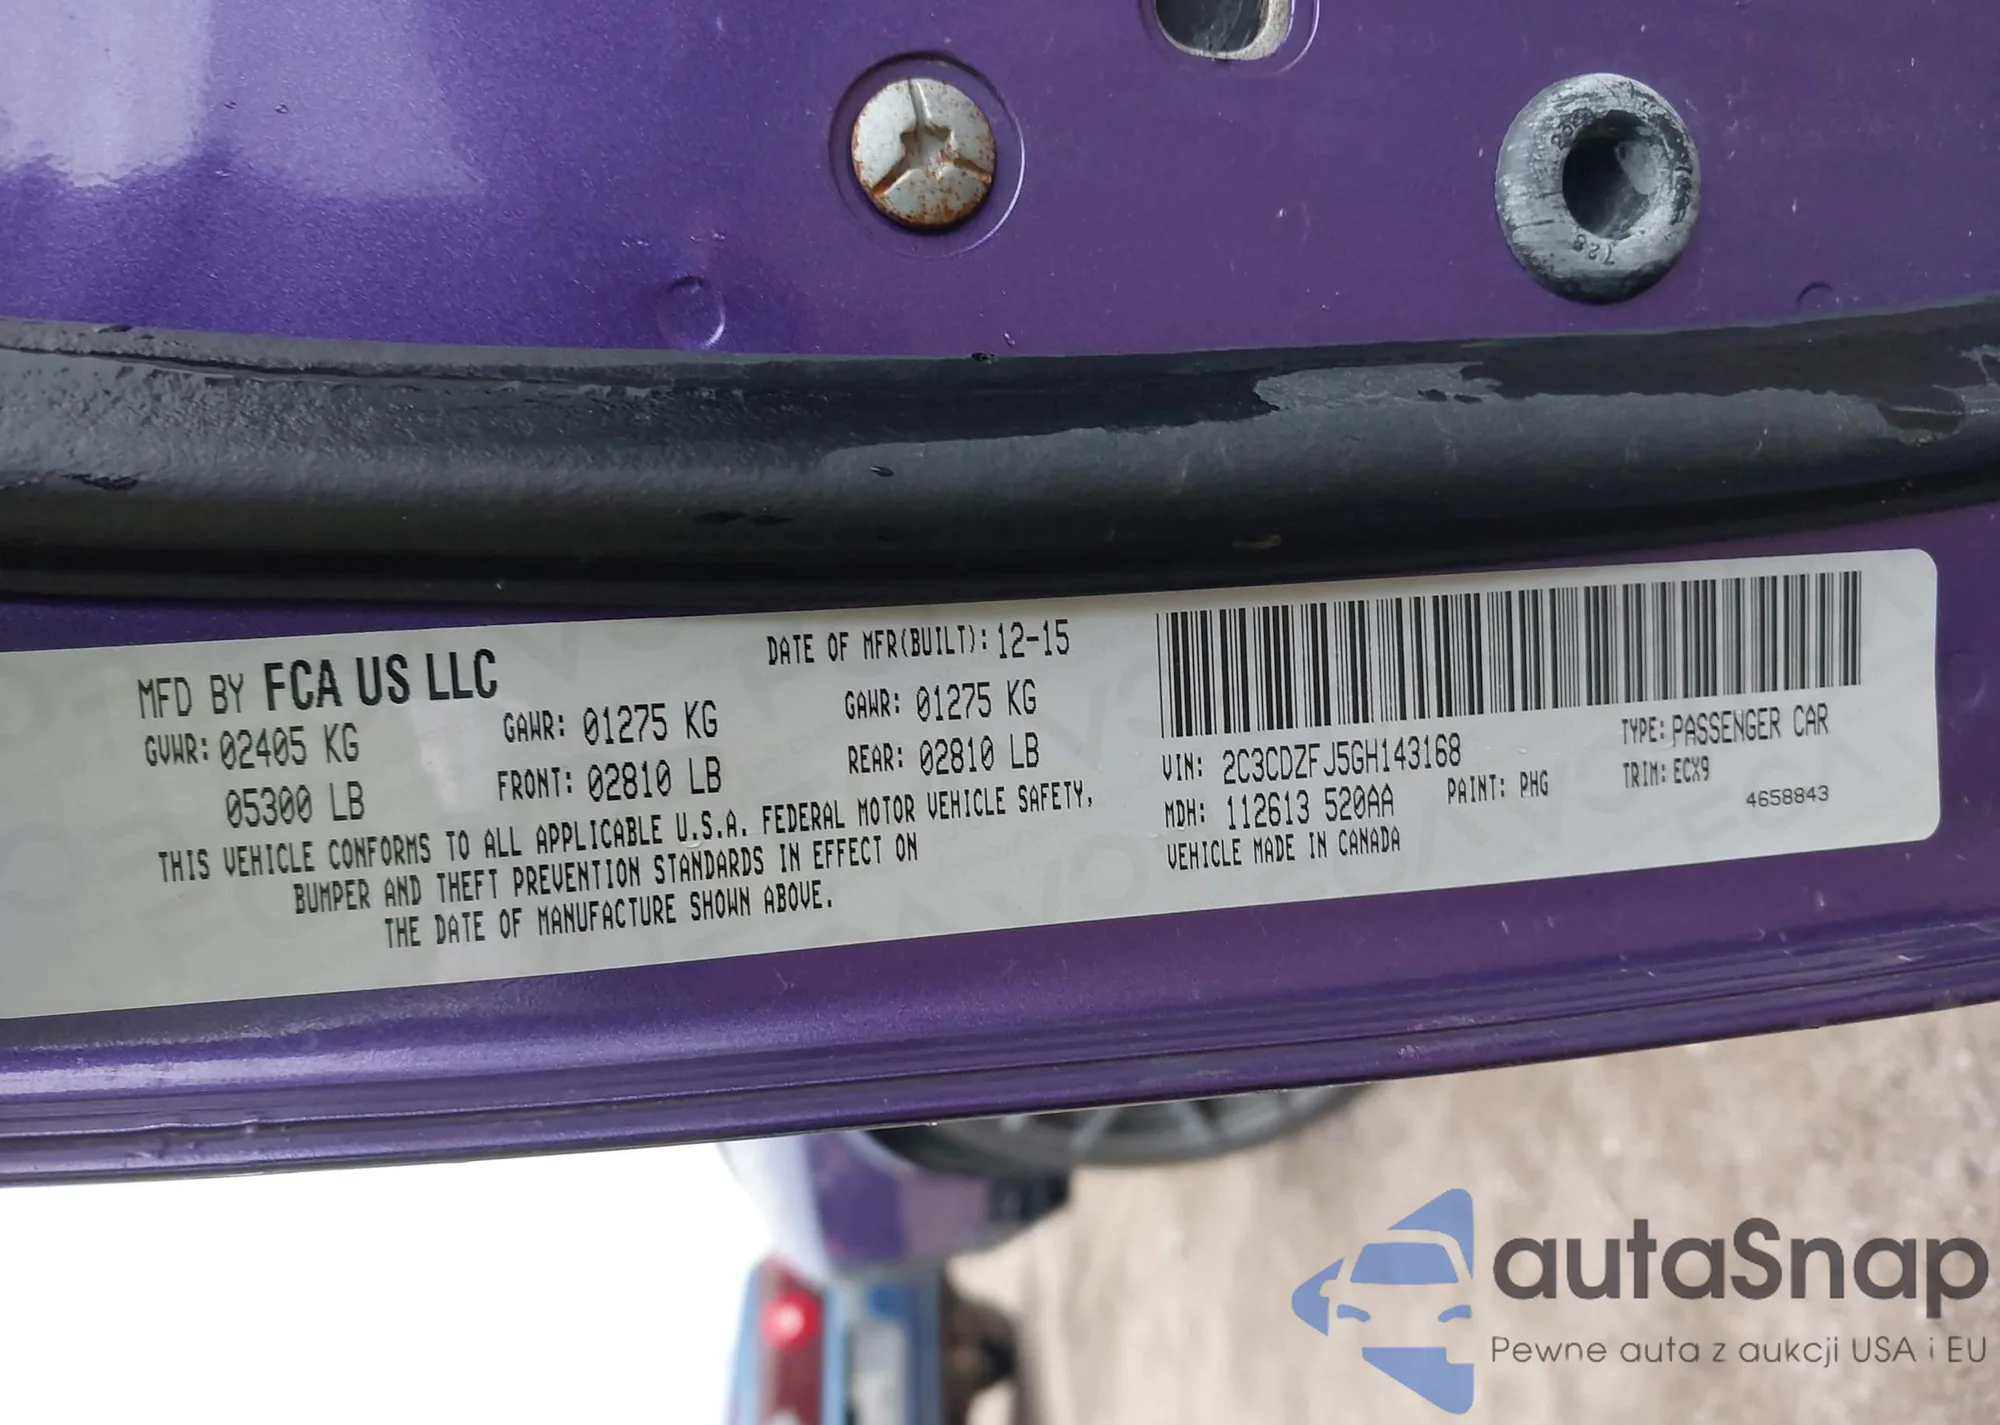 728
MFD BY FCA US LLC
DATE OF MFR(BUILT): 12-15
GVWR: 02405 KG
05300 LB
GAWR: 01275 KG
FRONT: 02810 LB
GAWR: 01275 KG
REAR: 02810 LB
THIS VEHICLE CONFORMS TO ALL APPLICABLE U.S.A. FEDERAL MOTOR VEHICLE SAFETY,
BUMPER AND THEFT PREVENTION STANDARDS IN EFFECT ON
THE DATE OF MANUFACTURE SHOWN ABOVE.
VIN: 2C3CDZFJ5GH143168
TYPE: PASSENGER CAR
MDH: 112613 520AA
PAINT: PHG
TRIM: ECX9
4658843
VEHICLE MADE IN CANADA
autaSnap
Pewne auta z aukcji USA i EU